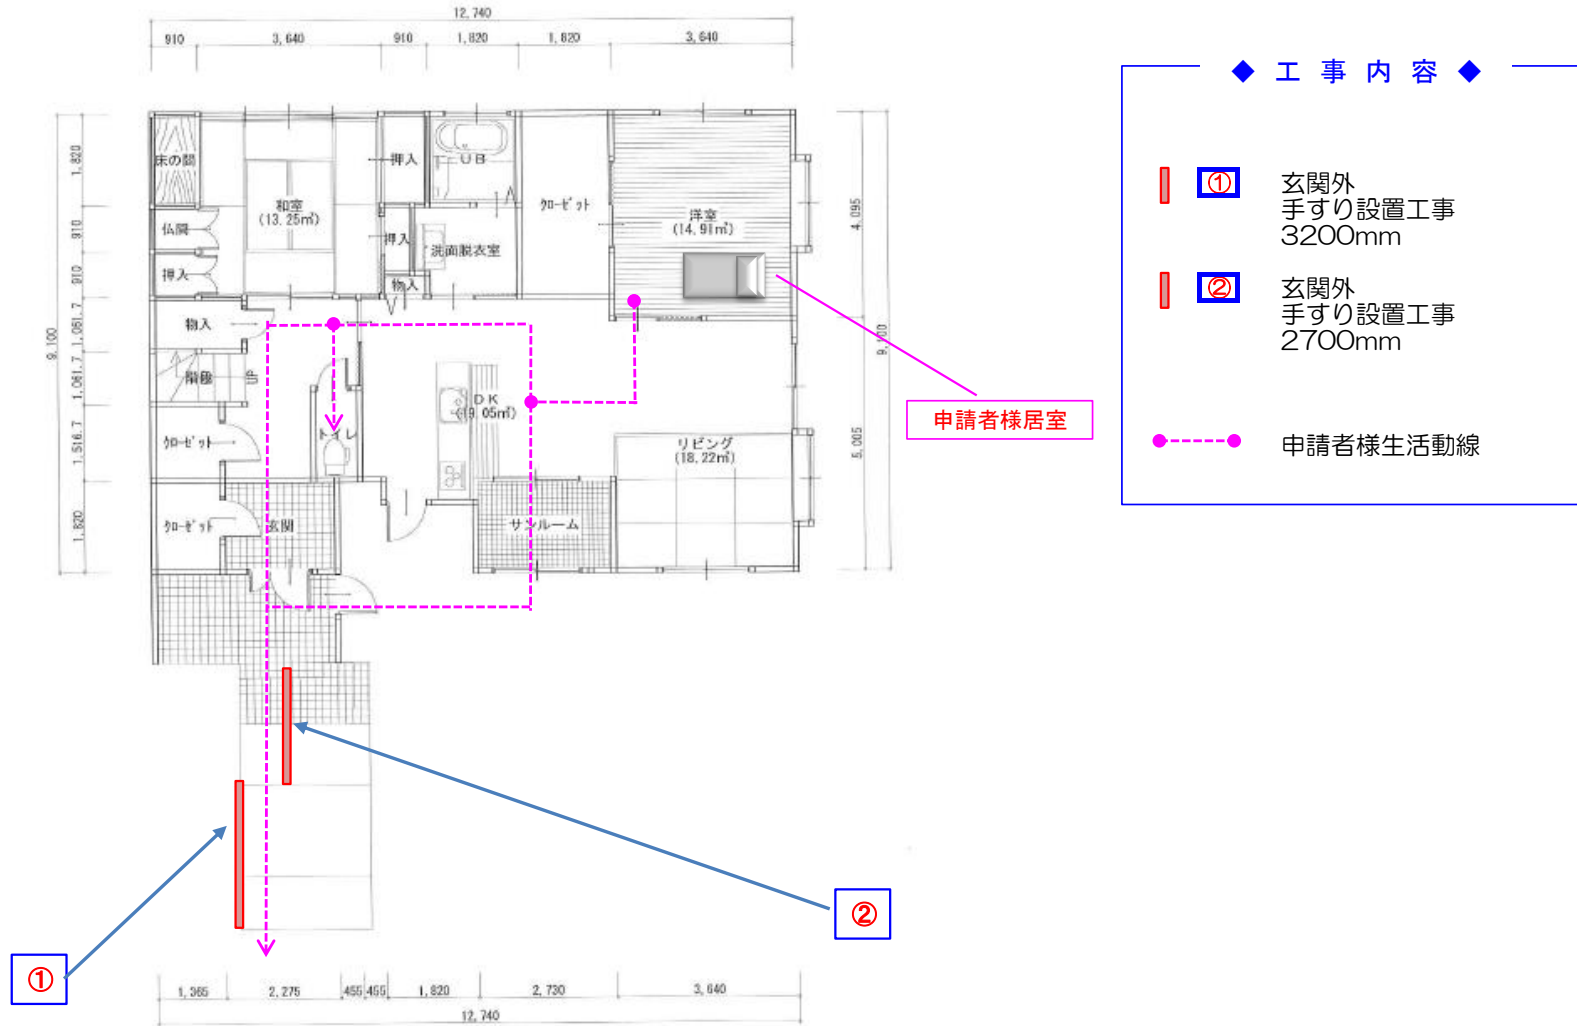 12,740
910
3,640
910
1,820
1,820
3,640
◆ 工 事 内 容 ◆
①
玄関外
手すり設置工事
3200mm
②
玄関外
手すり設置工事
2700mm
申請者様生活動線
申請者様居室
9,100
1,820
910
910
1,061.7
1,061.7
1,516.7
1,820
4,095
5,005
9,100
床の間
和室
(13.25㎡)
押入
UB
クローゼット
洋室
(14.91㎡)
仏間
押入
洗面脱衣室
押入
物入
物入
階段
UP
DK
(19.05㎡)
クローゼット
トイレ
リビング
(18.22㎡)
クローゼット
玄関
サンルーム
②
①
1,365
2,275
455
455
1,820
2,730
3,640
12,740